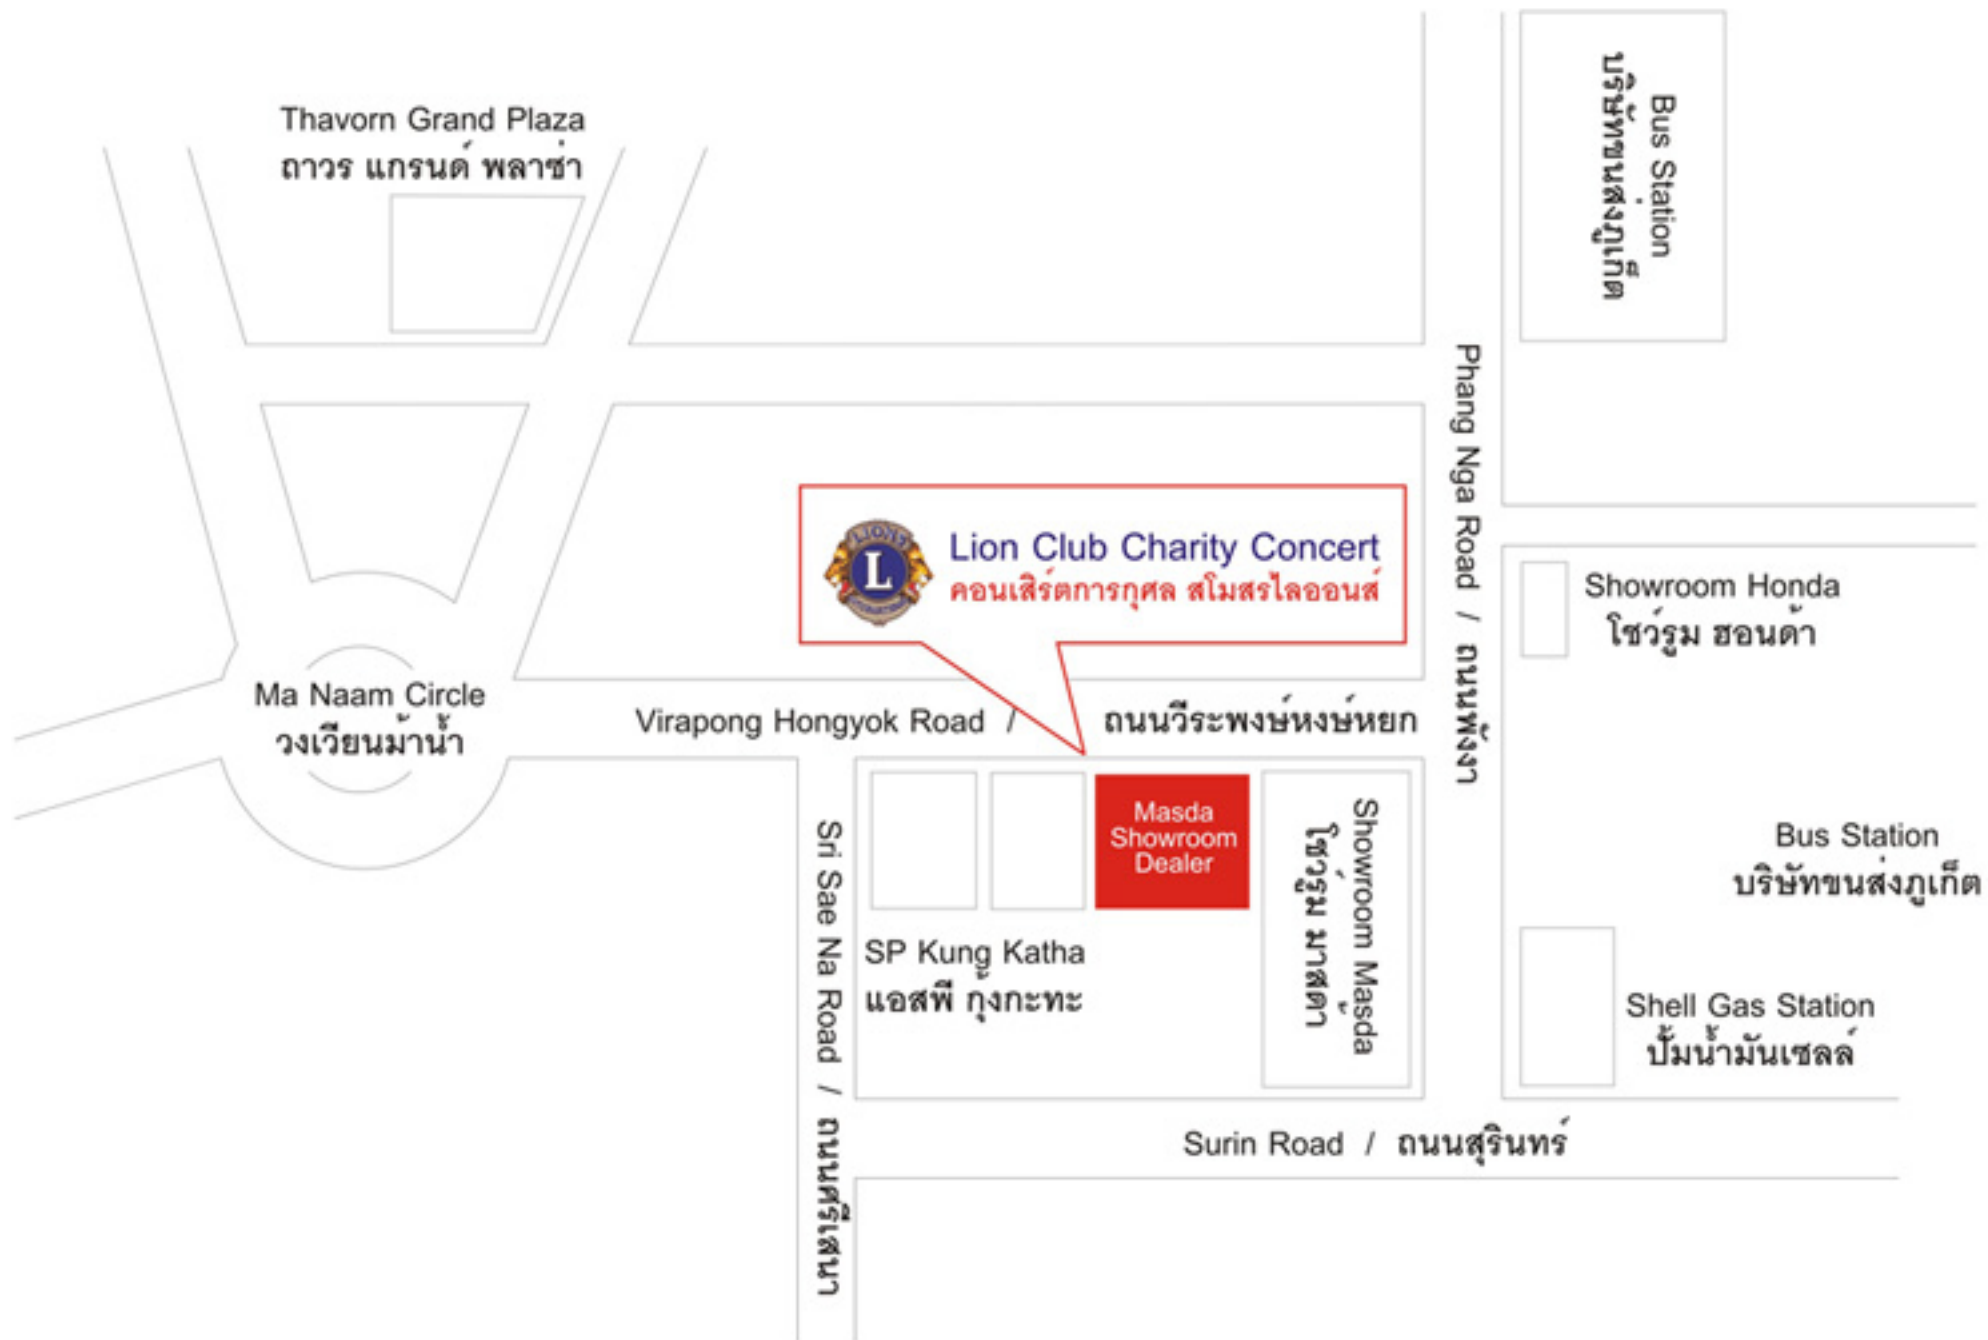 Thavorn Grand Plaza
ถาวร แกรนด์ พลาซ่า
Bus Station
บริษัทขนส่งภูเก็ต
Phang Nga Road / ถนนพังงา
LIONS
L
INTERNATIONAL
Lion Club Charity Concert
คอนเสิร์ตการกุศล สโมสรไลออนส์
Showroom Honda
โชว์รูม ฮอนด้า
Ma Naam Circle
วงเวียนม้าน้ำ
Virapong Hongyok Road / ถนนวีระพงษ์หงษ์หยก
Masda
Showroom
Dealer
Showroom Masda
โชว์รูม มาสด้า
Sri Sae Na Road / ถนนศรีเสนา
SP Kung Katha
แอสพี กุ้งกะทะ
Bus Station
บริษัทขนส่งภูเก็ต
Shell Gas Station
ปั้มน้ำมันเซลล์
Surin Road / ถนนสุรินทร์